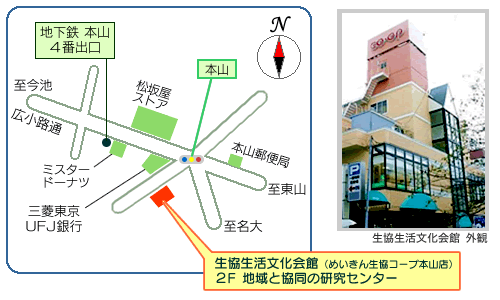 地下鉄 本山
4番出口
N
本山
至今池
広小路通
松坂屋
ストア
ミスター
ドーナツ
三菱東京
UFJ銀行
本山郵便局
至東山
至名大
生協生活文化会館（めいきん生協コープ本山店）
2F 地域と協同の研究センター
CO-OP
生協生活文化会館 外観